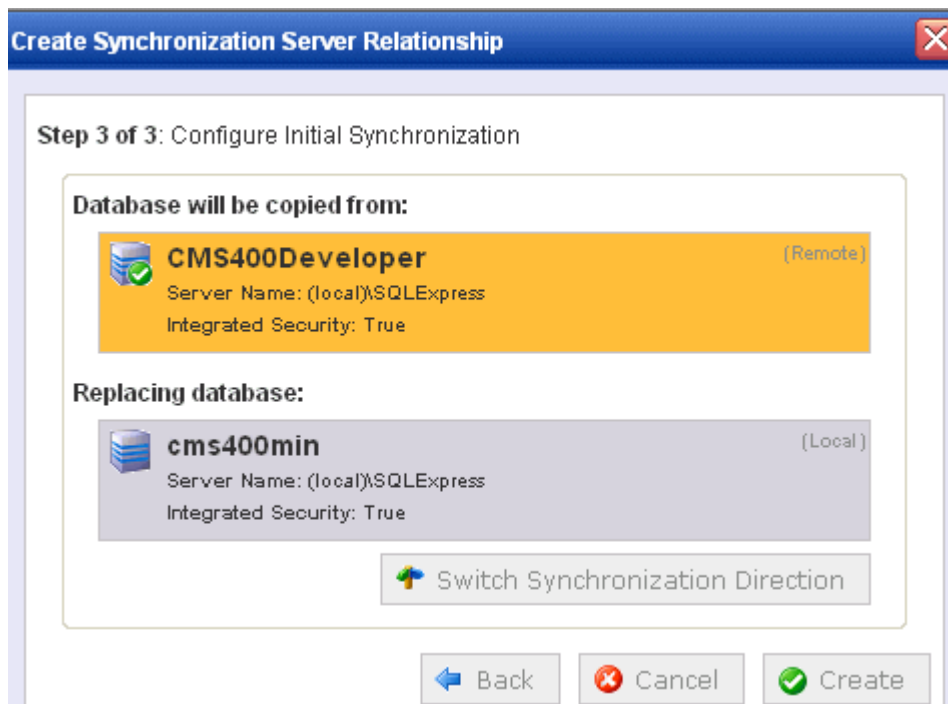 Create Synchronization Server Relationship
Step 3 of 3: Configure Initial Synchronization
Database will be copied from:
CMS400Developer (Remote)
Server Name: (local)\SQLExpress
Integrated Security: True
Replacing database:
cms400min (Local)
Server Name: (local)\SQLExpress
Integrated Security: True
Switch Synchronization Direction
Back Cancel Create